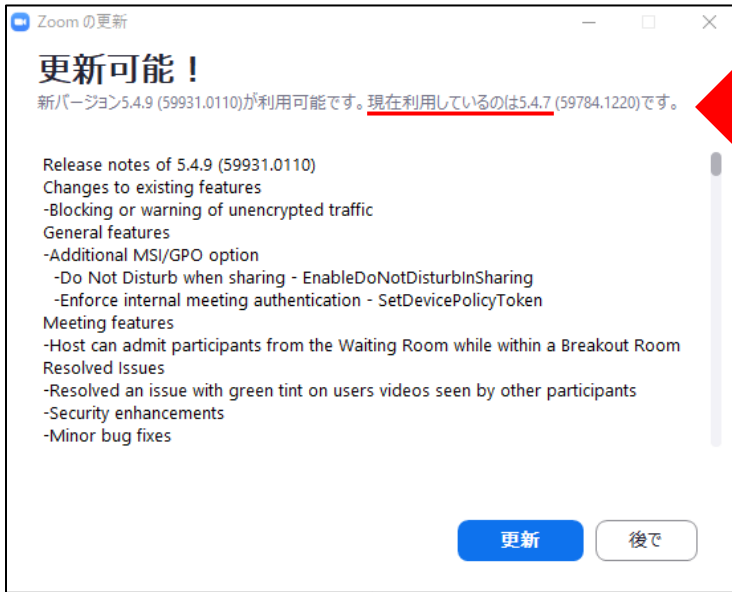 Zoom の更新
更新可能！
新バージョン5.4.9 (59931.0110)が利用可能です。現在利用しているのは5.4.7 (59784.1220)です。
Release notes of 5.4.9 (59931.0110)
Changes to existing features
-Blocking or warning of unencrypted traffic
General features
-Additional MSI/GPO option
-Do Not Disturb when sharing - EnableDoNotDisturbInSharing
-Enforce internal meeting authentication - SetDevicePolicyToken
Meeting features
-Host can admit participants from the Waiting Room while within a Breakout Room
Resolved Issues
-Resolved an issue with green tint on users videos seen by other participants
-Security enhancements
-Minor bug fixes
更新
後で